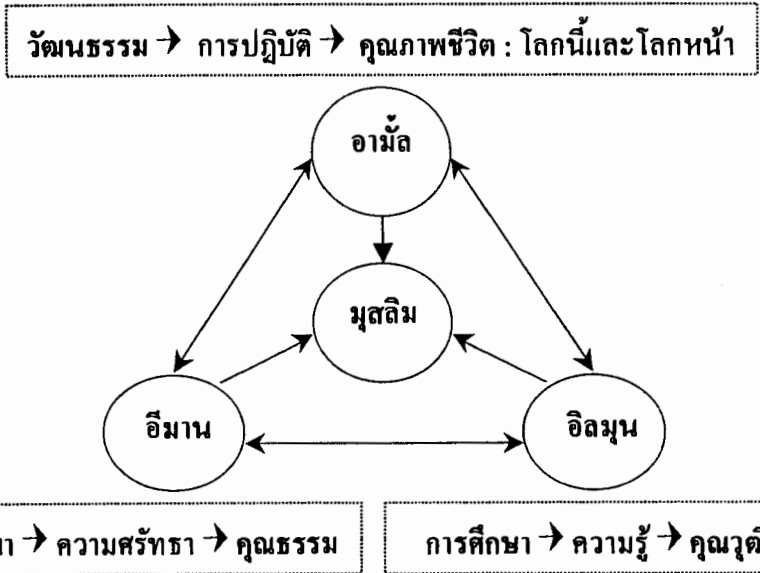 วัฒนธรรม → การปฏิบัติ → คุณภาพชีวิต : โลกนี้และโลกหน้า
อามั้ล
มุสลิม
อีมาน
อิลมุน
→ ความศรัทธา → คุณธรรม
การศึกษา → ความรู้ → คุณวุฒิ